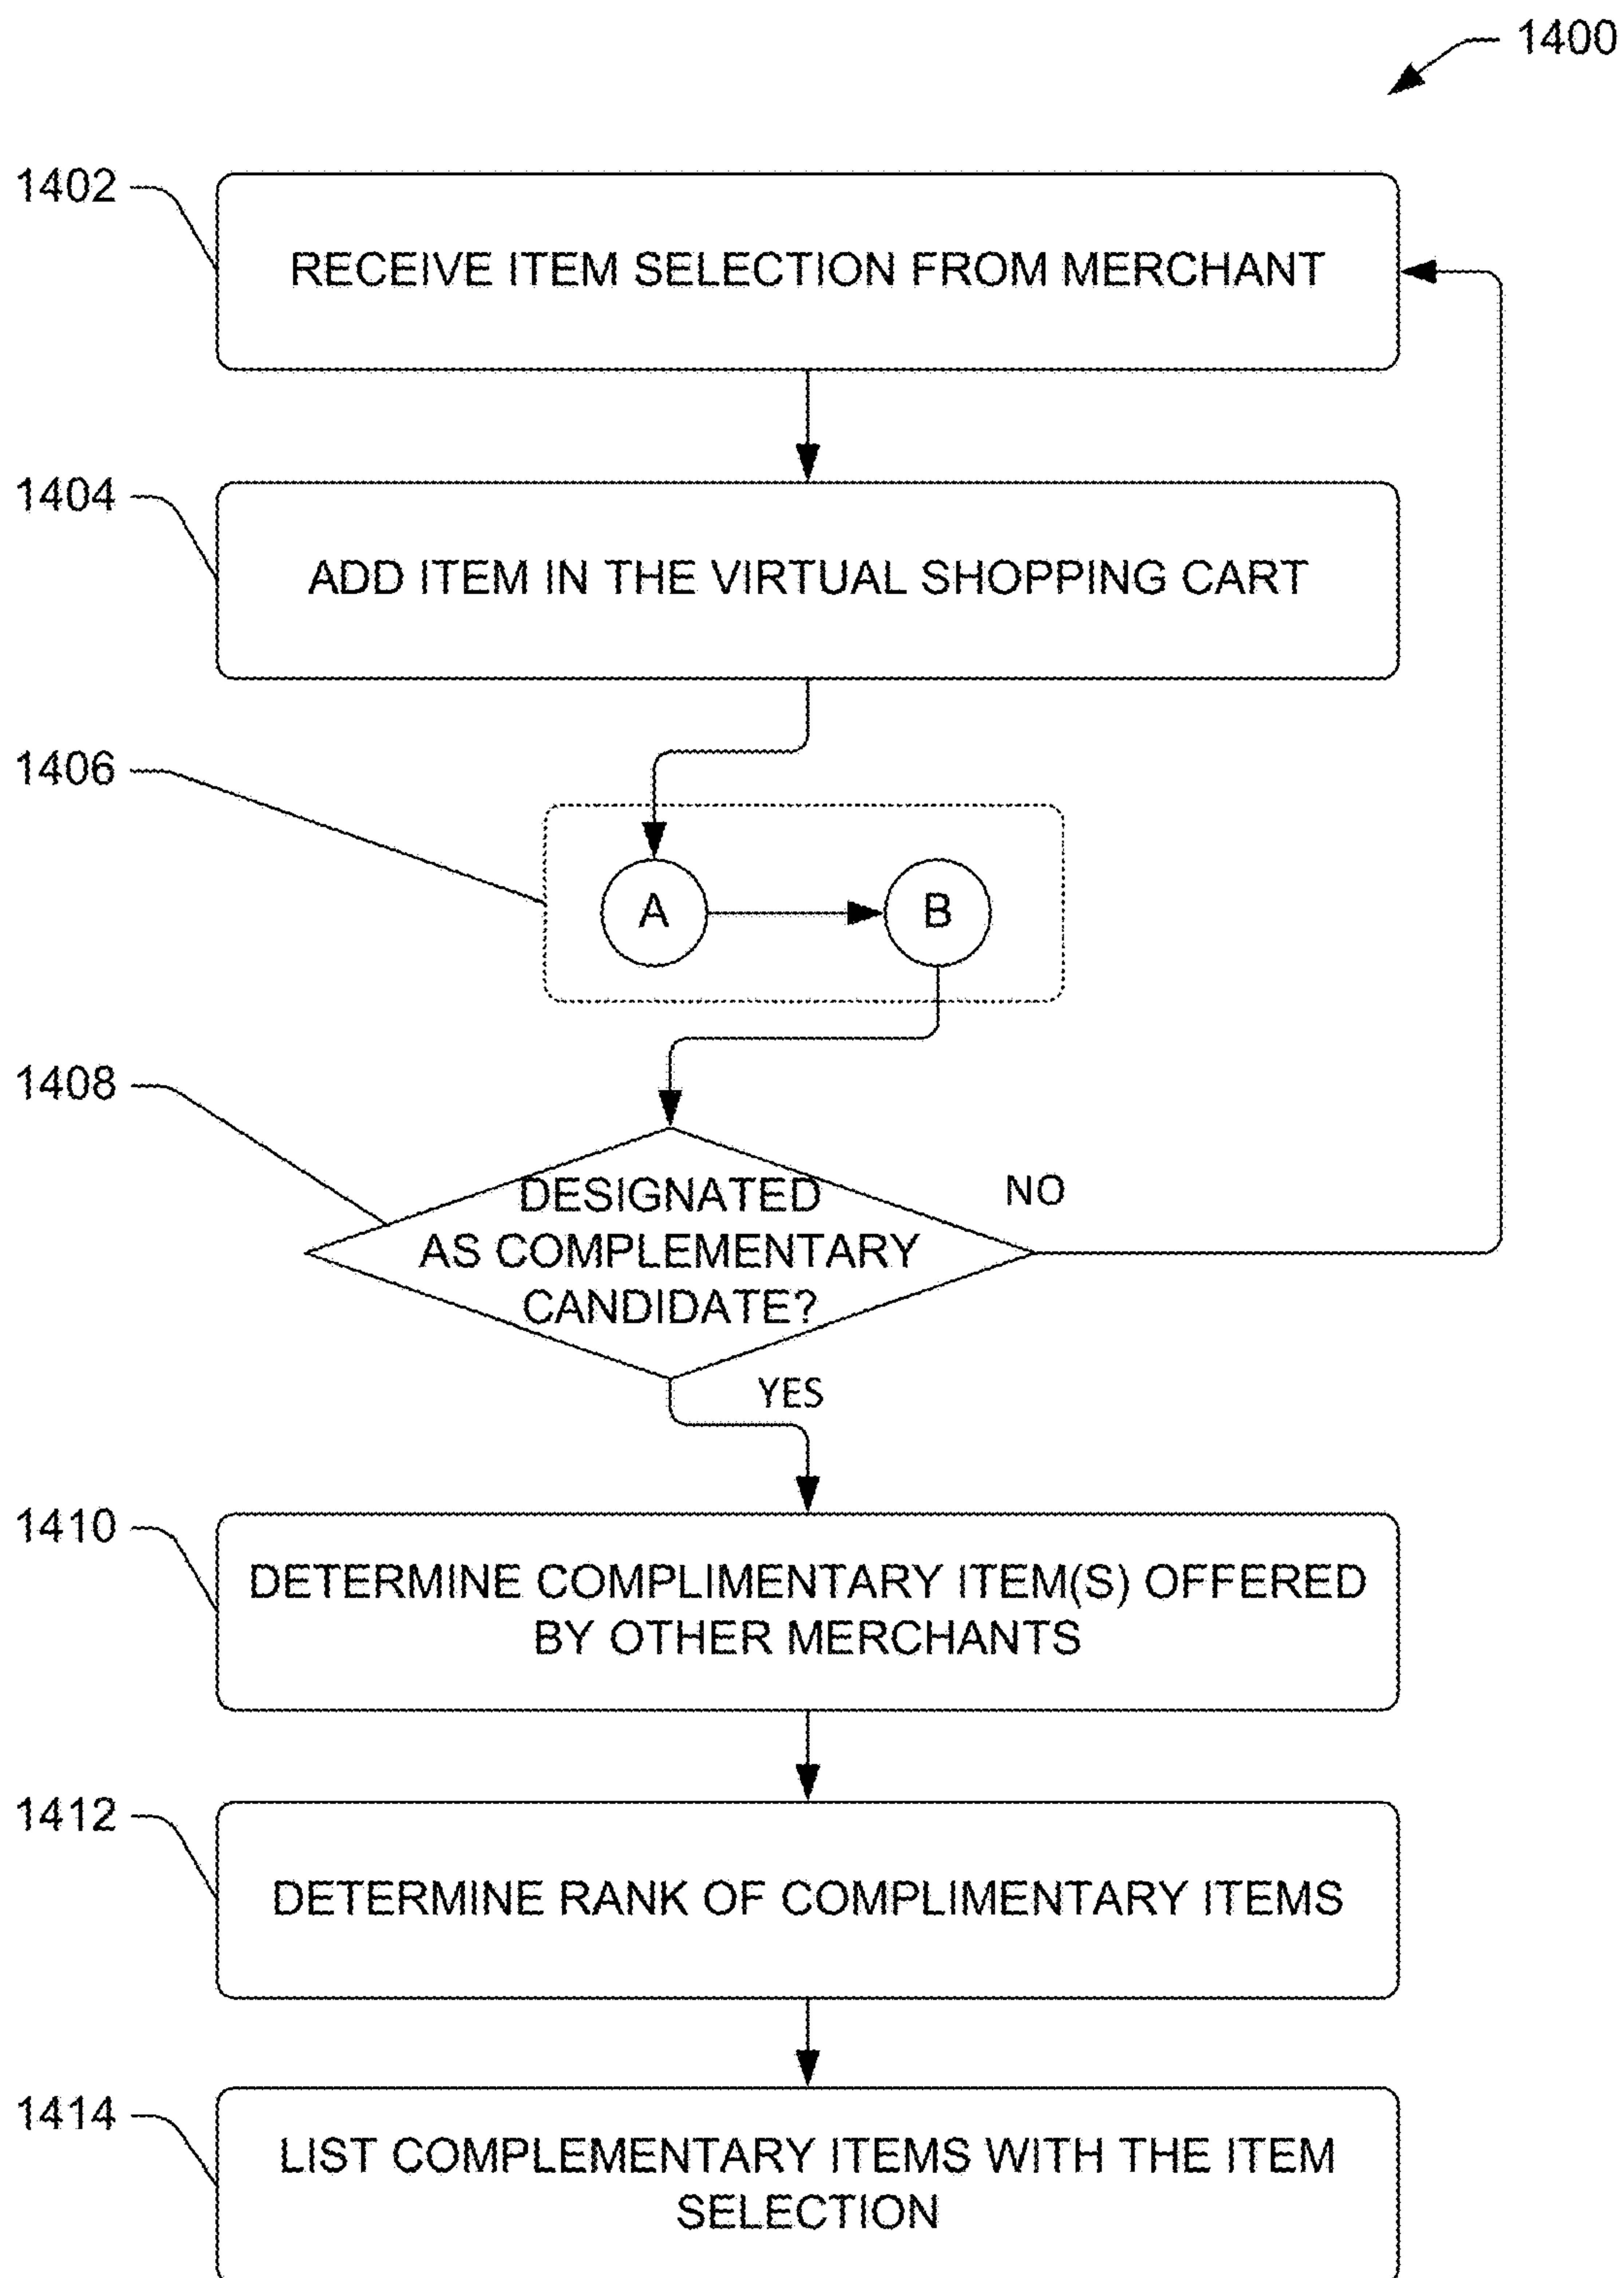 1400
1402
RECEIVE ITEM SELECTION FROM MERCHANT
1404
ADD ITEM IN THE VIRTUAL SHOPPING CART
1406
A
B
1408
DESIGNATED
AS COMPLEMENTARY
CANDIDATE?
NO
YES
1410
DETERMINE COMPLIMENTARY ITEM(S) OFFERED
BY OTHER MERCHANTS
1412
DETERMINE RANK OF COMPLIMENTARY ITEMS
1414
LIST COMPLEMENTARY ITEMS WITH THE ITEM
SELECTION